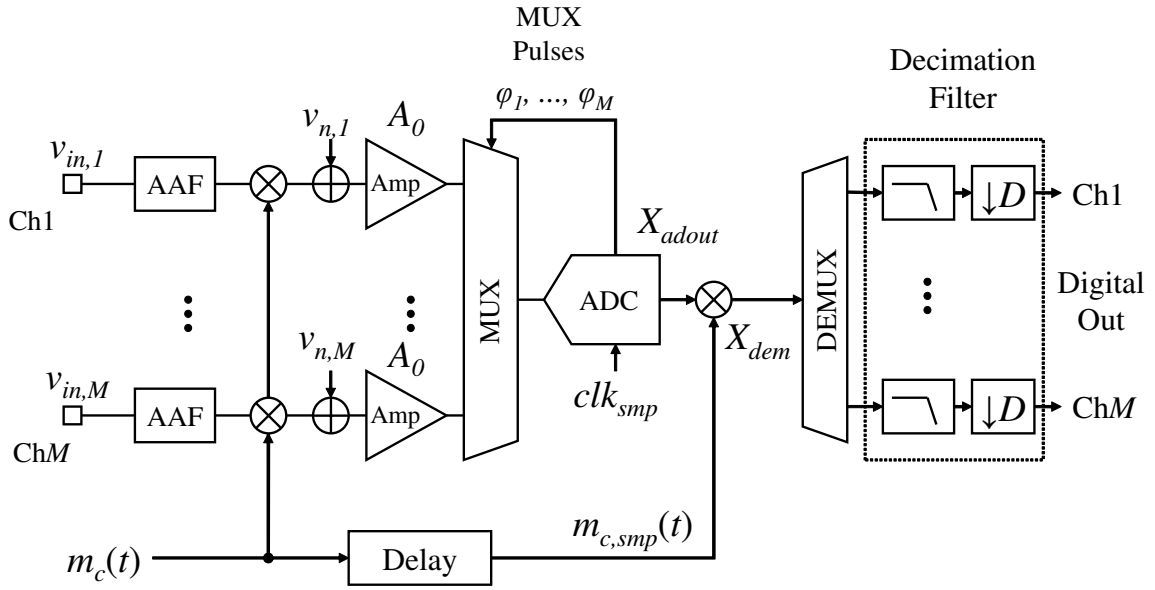 MUX
Pulses
φ1, ..., φM
Decimation
Filter
vn,1
A0
vin,1
AAF
Amp
Ch1
Xadout
↓D
Ch1
MUX
ADC
DEMUX
Digital
Out
Xdem
vn,M
A0
clksmp
vin,M
AAF
Amp
ChM
↓D
ChM
mc,smp(t)
mc(t)
Delay